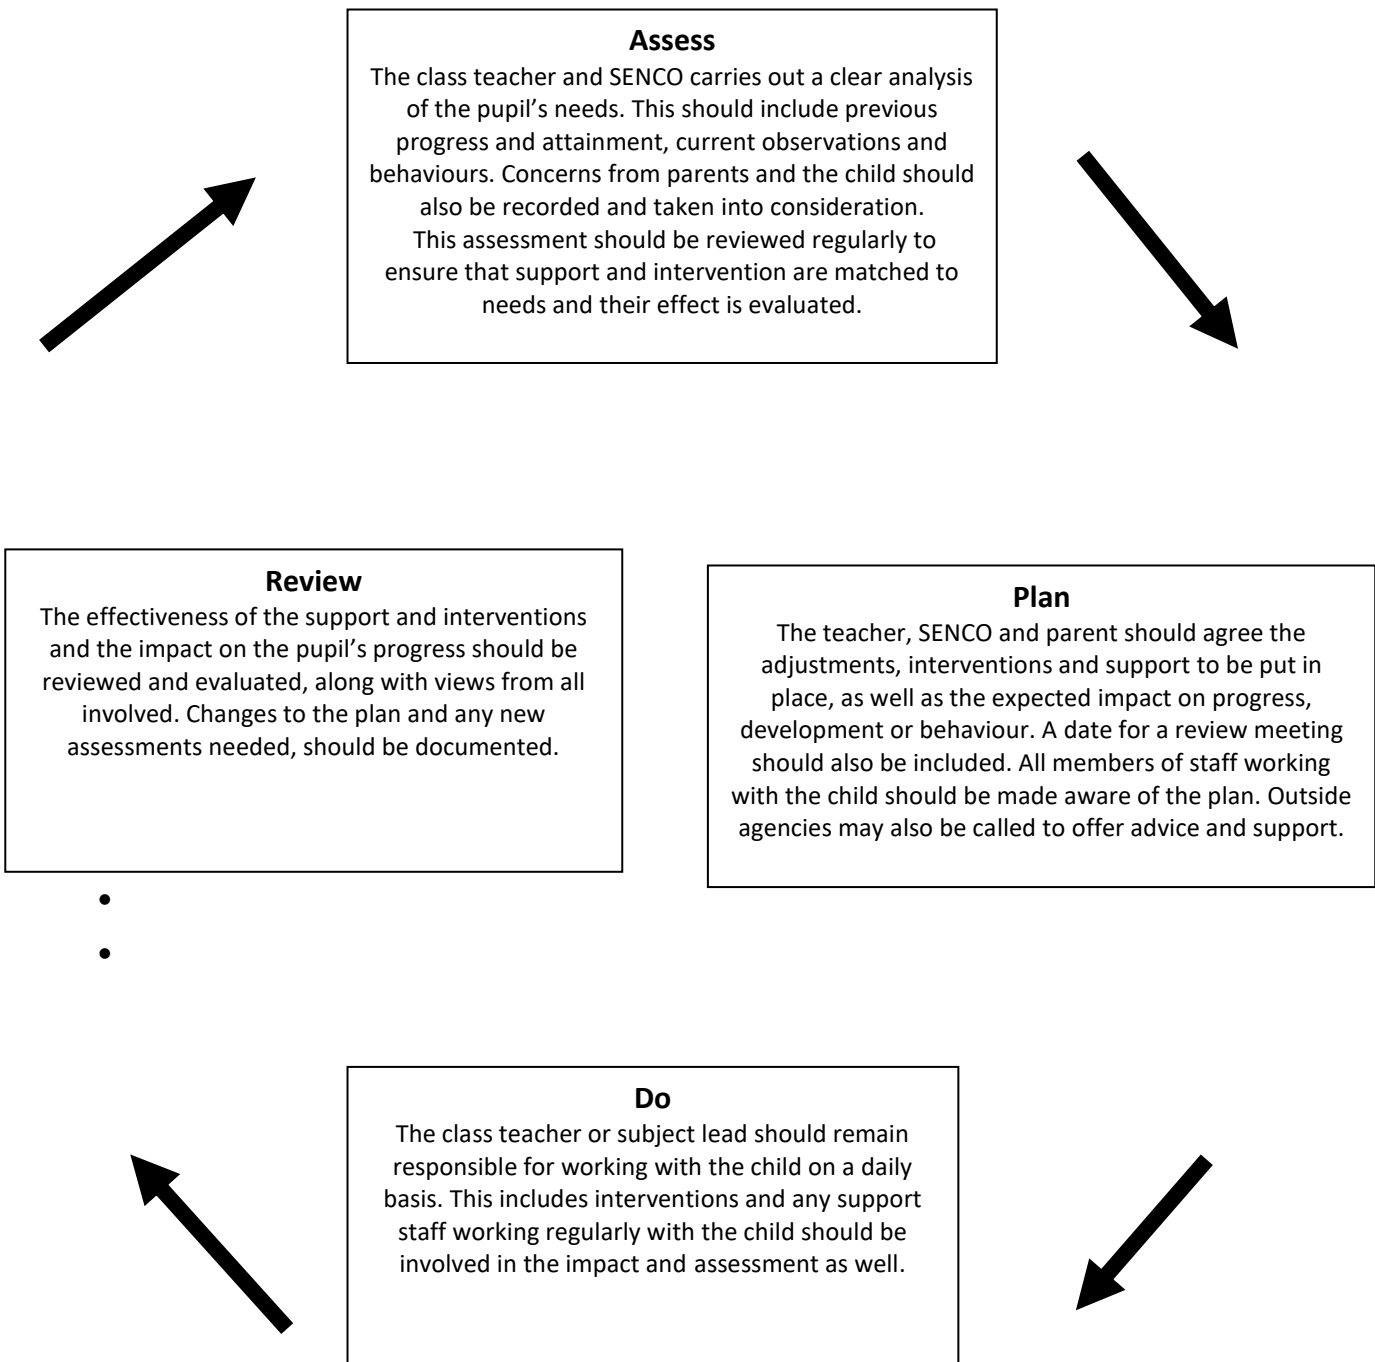 Assess
The class teacher and SENCO carries out a clear analysis
of the pupil’s needs. This should include previous
progress and attainment, current observations and
behaviours. Concerns from parents and the child should
also be recorded and taken into consideration.
This assessment should be reviewed regularly to
ensure that support and intervention are matched to
needs and their effect is evaluated.
Review
The effectiveness of the support and interventions
and the impact on the pupil’s progress should be
reviewed and evaluated, along with views from all
involved. Changes to the plan and any new
assessments needed, should be documented.
Plan
The teacher, SENCO and parent should agree the
adjustments, interventions and support to be put in
place, as well as the expected impact on progress,
development or behaviour. A date for a review meeting
should also be included. All members of staff working
with the child should be made aware of the plan. Outside
agencies may also be called to offer advice and support.
Do
The class teacher or subject lead should remain
responsible for working with the child on a daily
basis. This includes interventions and any support
staff working regularly with the child should be
involved in the impact and assessment as well.